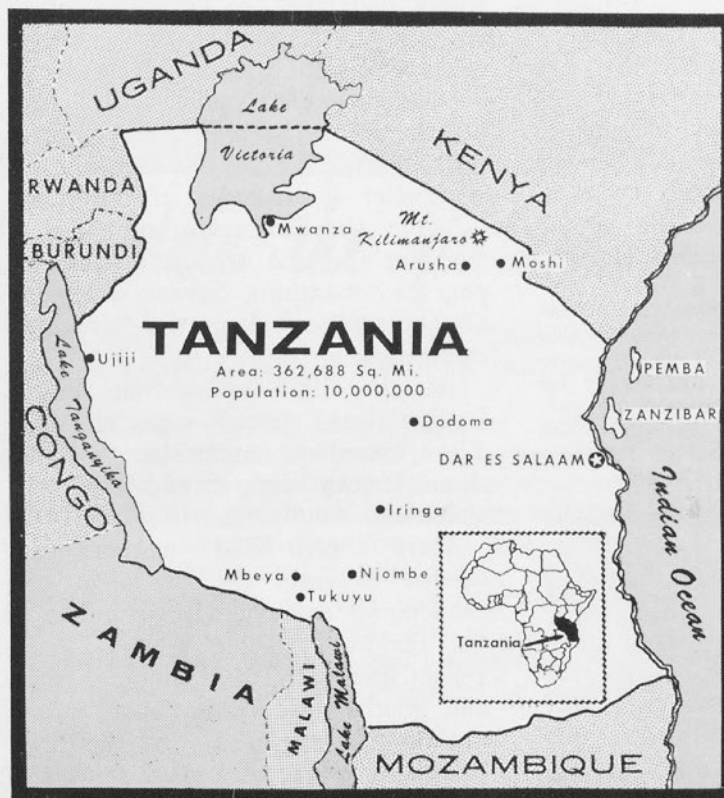 UGANDA
Lake
Victoria
KENYA
RWANDA
BURUNDI
Mwanza
Mt.
Kilimanjaro
Arusha
Moshi
TANZANIA
Area: 362,688 Sq. Mi.
Population: 10,000,000
Ujiji
Lake Tanganyika
CONGO
PEMBA
ZANZIBAR
Dodoma
DAR ES SALAAM
Indian Ocean
Iringa
Mbeya
Njombe
Tukuyu
Tanzania
ZAMBIA
MALAWI
Lake Malawi
MOZAMBIQUE